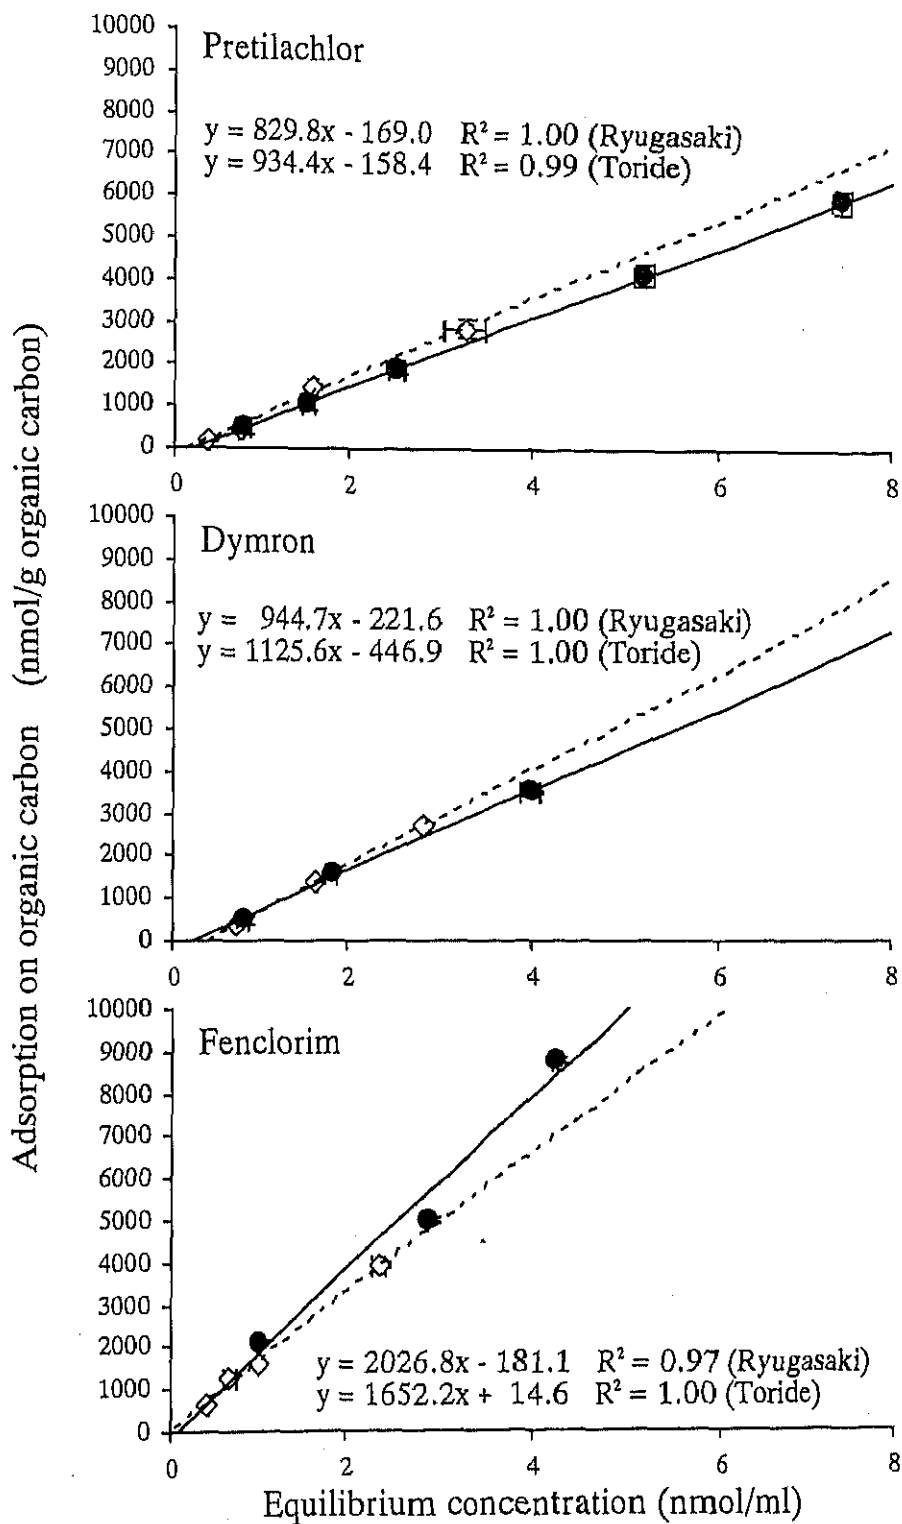 Adsorption on organic carbon (nmol/g organic carbon)
10000
9000
8000
7000
6000
5000
4000
3000
2000
1000
0
Pretilachlor
y = 829.8x - 169.0 R² = 1.00 (Ryugasaki)
y = 934.4x - 158.4 R² = 0.99 (Toride)
0 2 4 6 8
10000
9000
8000
7000
6000
5000
4000
3000
2000
1000
0
Dymron
y = 944.7x - 221.6 R² = 1.00 (Ryugasaki)
y = 1125.6x - 446.9 R² = 1.00 (Toride)
0 2 4 6 8
10000
9000
8000
7000
6000
5000
4000
3000
2000
1000
0
Fenclorim
y = 2026.8x - 181.1 R² = 0.97 (Ryugasaki)
y = 1652.2x + 14.6 R² = 1.00 (Toride)
0 2 4 6 8
Equilibrium concentration (nmol/ml)